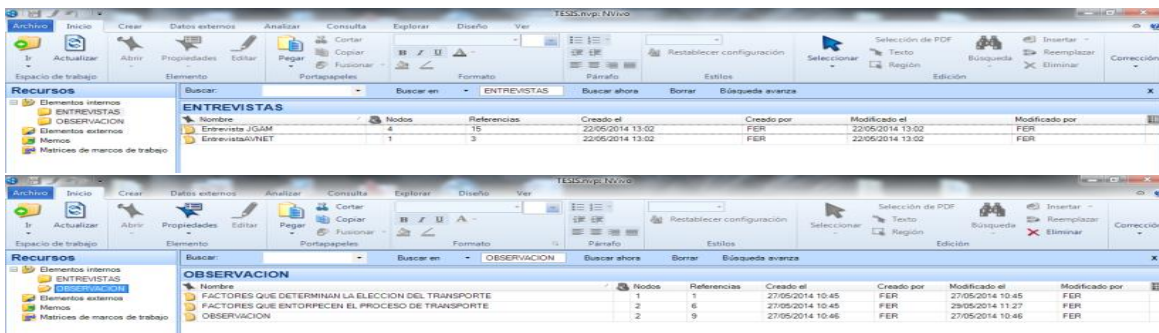 TESIS.nvp: NVivo
Archivo Inicio Crear Datos externos Analizar Consulta Explorar Diseño Ver
Ir Actualizar Abrir Propiedades Editar Pegar Cortar Copiar Fusionar N K S A Restablecer configuración Seleccionar Selección de PDF Texto Región Búsqueda Insertar Reemplazar Eliminar Corrección
Espacio de trabajo Elemento Portapapeles Formato Párrafo Estilos Edición
Recursos Buscar: Buscar en ENTREVISTAS Buscar ahora Borrar Búsqueda avanza x
Elementos internos ENTREVISTAS
ENTREVISTAS Nombre Nodos Referencias Creado el Creado por Modificado el Modificado por
OBSERVACION Entrevista JGAM 4 15 22/05/2014 13:02 FER 22/05/2014 13:02 FER
Elementos externos EntrevistaAVNET 1 3 22/05/2014 13:02 FER 22/05/2014 13:02 FER
Memos
Matrices de marcos de trabajo
TESIS.nvp: NVivo
Archivo Inicio Crear Datos externos Analizar Consulta Explorar Diseño Ver
Ir Actualizar Abrir Propiedades Editar Pegar Cortar Copiar Fusionar A Restablecer configuración Seleccionar Selección de PDF Texto Región Búsqueda Insertar Reemplazar Eliminar Corrección
Espacio de trabajo Elemento Portapapeles Formato Párrafo Estilos Edición
Recursos Buscar: Buscar en OBSERVACION Buscar ahora Borrar Búsqueda avanza x
Elementos internos OBSERVACION
ENTREVISTAS Nombre Nodos Referencias Creado el Creado por Modificado el Modificado por
OBSERVACION FACTORES QUE DETERMINAN LA ELECCION DEL TRANSPORTE 1 1 27/05/2014 10:45 FER 27/05/2014 10:45 FER
Elementos externos FACTORES QUE ENTORPECEN EL PROCESO DE TRANSPORTE 2 6 27/05/2014 10:45 FER 29/05/2014 11:27 FER
Memos OBSERVACION 2 9 27/05/2014 10:46 FER 27/05/2014 10:46 FER
Matrices de marcos de trabajo